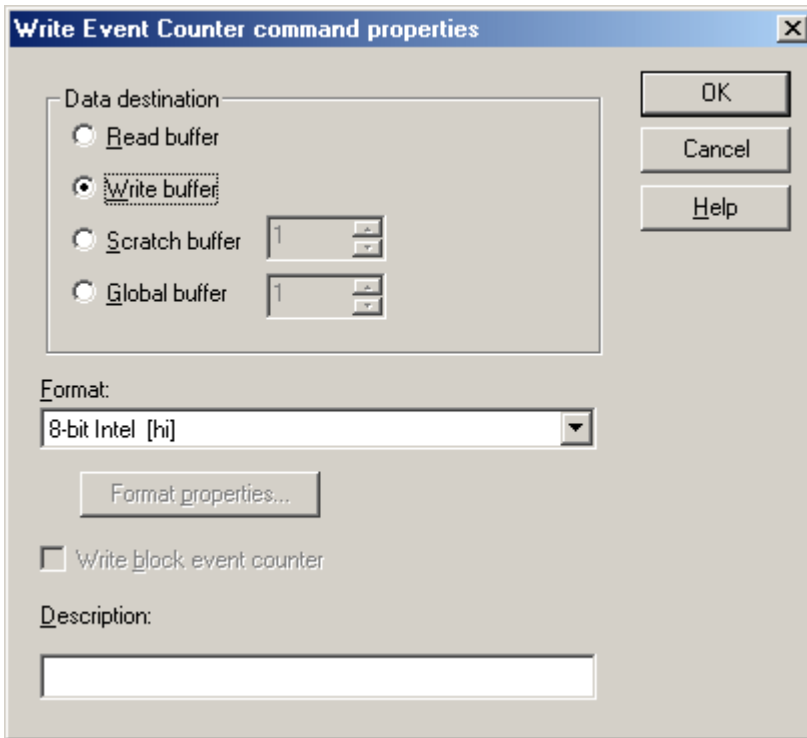 Write Event Counter command properties
Data destination
Read buffer
Write buffer
Scratch buffer 1
Global buffer 1
OK
Cancel
Help
Format:
8-bit Intel [hi]
Format properties...
Write block event counter
Description: